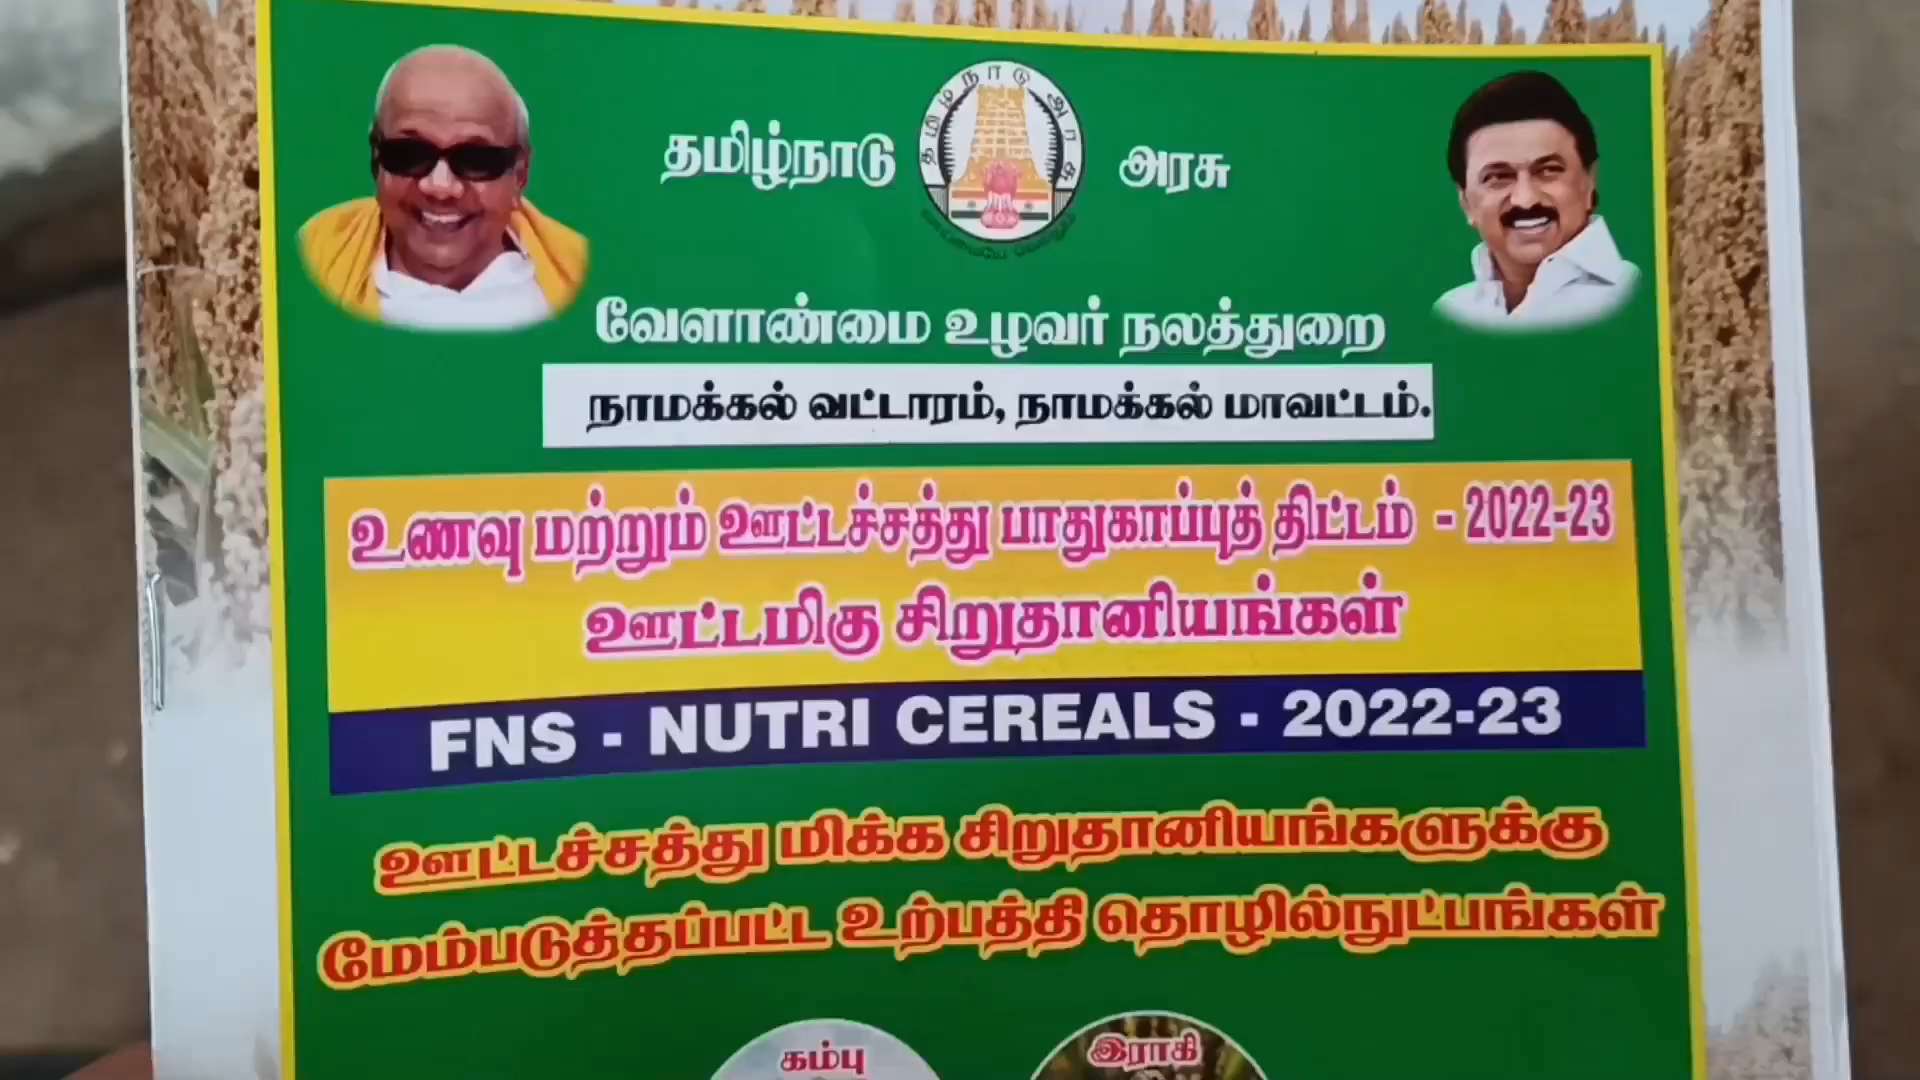 தமிழ்நாடு அரசு
தமிழ் நாடு அரசு
வேளாண்மை உழவர் நலத்துறை
நாமக்கல் வட்டாரம், நாமக்கல் மாவட்டம்.
உணவு மற்றும் ஊட்டச்சத்து பாதுகாப்புத் திட்டம் - 2022-23
ஊட்டமிகு சிறுதானியங்கள்
FNS - NUTRI CEREALS - 2022-23
ஊட்டச்சத்து மிக்க சிறுதானியங்களுக்கு
மேம்படுத்தப்பட்ட உற்பத்தி தொழில்நுட்பங்கள்
கம்பு
இராகி